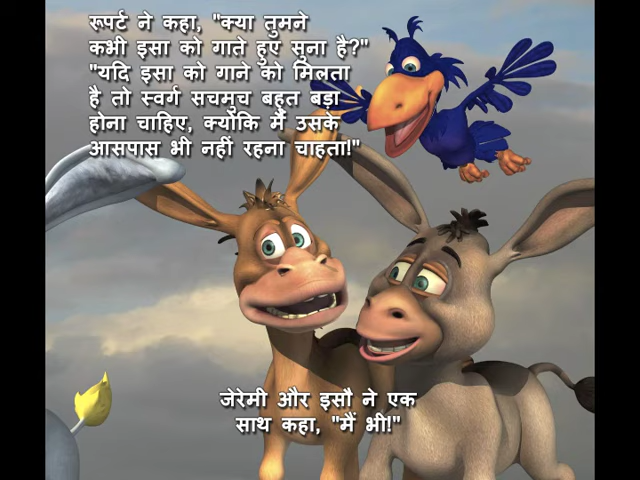 रूपर्ट ने कहा, "क्या तुमने
कभी इसा को गाते हुए सुना है?"
"यदि इसा को गाने को मिलता
है तो स्वर्ग सचमुच बहुत बड़ा
होना चाहिए, क्योंकि मैं उसके
आसपास भी नहीं रहना चाहता!"
जेरेमी और इसौ ने एक
साथ कहा, "मैं भी!"